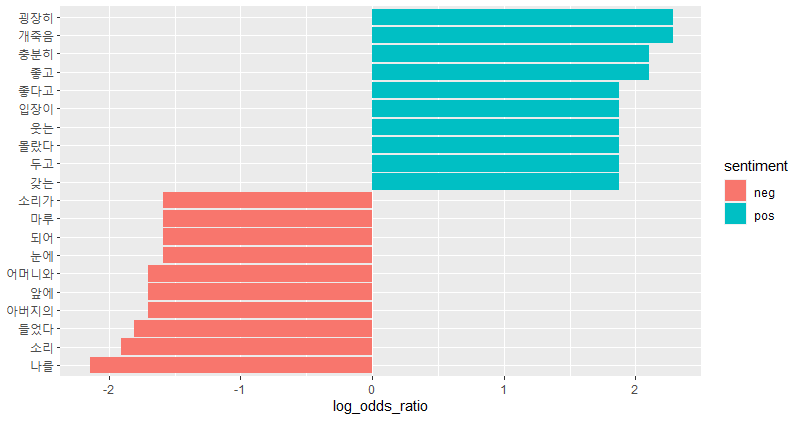 굉장히
개죽음
충분히
좋고
좋다고
입장이
웃는
몰랐다
두고
갖는
소리가
마루
되어
눈에
어머니와
앞에
아버지의
들었다
소리
나를
-2 -1 0 1 2
log_odds_ratio
sentiment
neg
pos